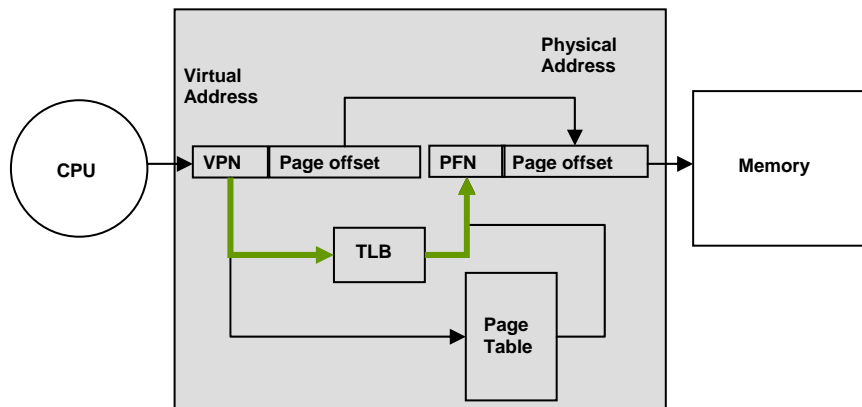 Physical
Address
Virtual
Address
CPU
VPN
Page offset
PFN
Page offset
Memory
TLB
Page
Table